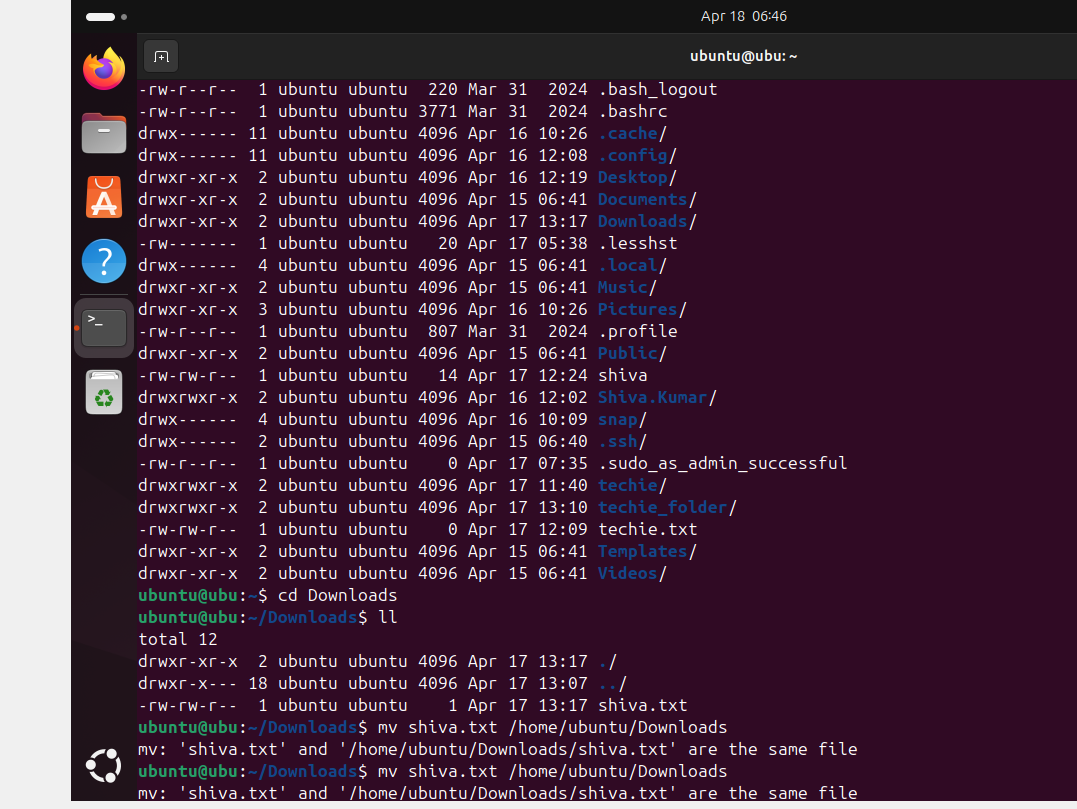 Apr 18 06:46
ubuntu@ubu: ~
-rw-r--r--  1 ubuntu ubuntu  220 Mar 31  2024 .bash_logout
-rw-r--r--  1 ubuntu ubuntu 3771 Mar 31  2024 .bashrc
drwx------ 11 ubuntu ubuntu 4096 Apr 16 10:26 .cache/
drwx------ 11 ubuntu ubuntu 4096 Apr 16 12:08 .config/
drwxr-xr-x  2 ubuntu ubuntu 4096 Apr 16 12:19 Desktop/
drwxr-xr-x  2 ubuntu ubuntu 4096 Apr 15 06:41 Documents/
drwxr-xr-x  2 ubuntu ubuntu 4096 Apr 17 13:17 Downloads/
-rw-------  1 ubuntu ubuntu   20 Apr 17 05:38 .lesshst
drwx------  4 ubuntu ubuntu 4096 Apr 15 06:41 .local/
drwxr-xr-x  2 ubuntu ubuntu 4096 Apr 15 06:41 Music/
drwxr-xr-x  3 ubuntu ubuntu 4096 Apr 16 10:26 Pictures/
-rw-r--r--  1 ubuntu ubuntu  807 Mar 31  2024 .profile
drwxr-xr-x  2 ubuntu ubuntu 4096 Apr 15 06:41 Public/
-rw-rw-r--  1 ubuntu ubuntu   14 Apr 17 12:24 shiva
drwxrwxr-x  2 ubuntu ubuntu 4096 Apr 16 12:02 Shiva.Kumar/
drwx------  4 ubuntu ubuntu 4096 Apr 16 10:09 snap/
drwx------  2 ubuntu ubuntu 4096 Apr 15 06:40 .ssh/
-rw-r--r--  1 ubuntu ubuntu    0 Apr 17 07:35 .sudo_as_admin_successful
drwxrwxr-x  2 ubuntu ubuntu 4096 Apr 17 11:40 techie/
drwxrwxr-x  2 ubuntu ubuntu 4096 Apr 17 13:10 techie_folder/
-rw-rw-r--  1 ubuntu ubuntu    0 Apr 17 12:09 techie.txt
drwxr-xr-x  2 ubuntu ubuntu 4096 Apr 15 06:41 Templates/
drwxr-xr-x  2 ubuntu ubuntu 4096 Apr 15 06:41 Videos/
ubuntu@ubu:~$ cd Downloads
ubuntu@ubu:~/Downloads$ ll
total 12
drwxr-xr-x  2 ubuntu ubuntu 4096 Apr 17 13:17 ./
drwxr-x--- 18 ubuntu ubuntu 4096 Apr 17 13:07 ../
-rw-rw-r--  1 ubuntu ubuntu    1 Apr 17 13:17 shiva.txt
ubuntu@ubu:~/Downloads$ mv shiva.txt /home/ubuntu/Downloads
mv: 'shiva.txt' and '/home/ubuntu/Downloads/shiva.txt' are the same file
ubuntu@ubu:~/Downloads$ mv shiva.txt /home/ubuntu/Downloads
mv: 'shiva.txt' and '/home/ubuntu/Downloads/shiva.txt' are the same file